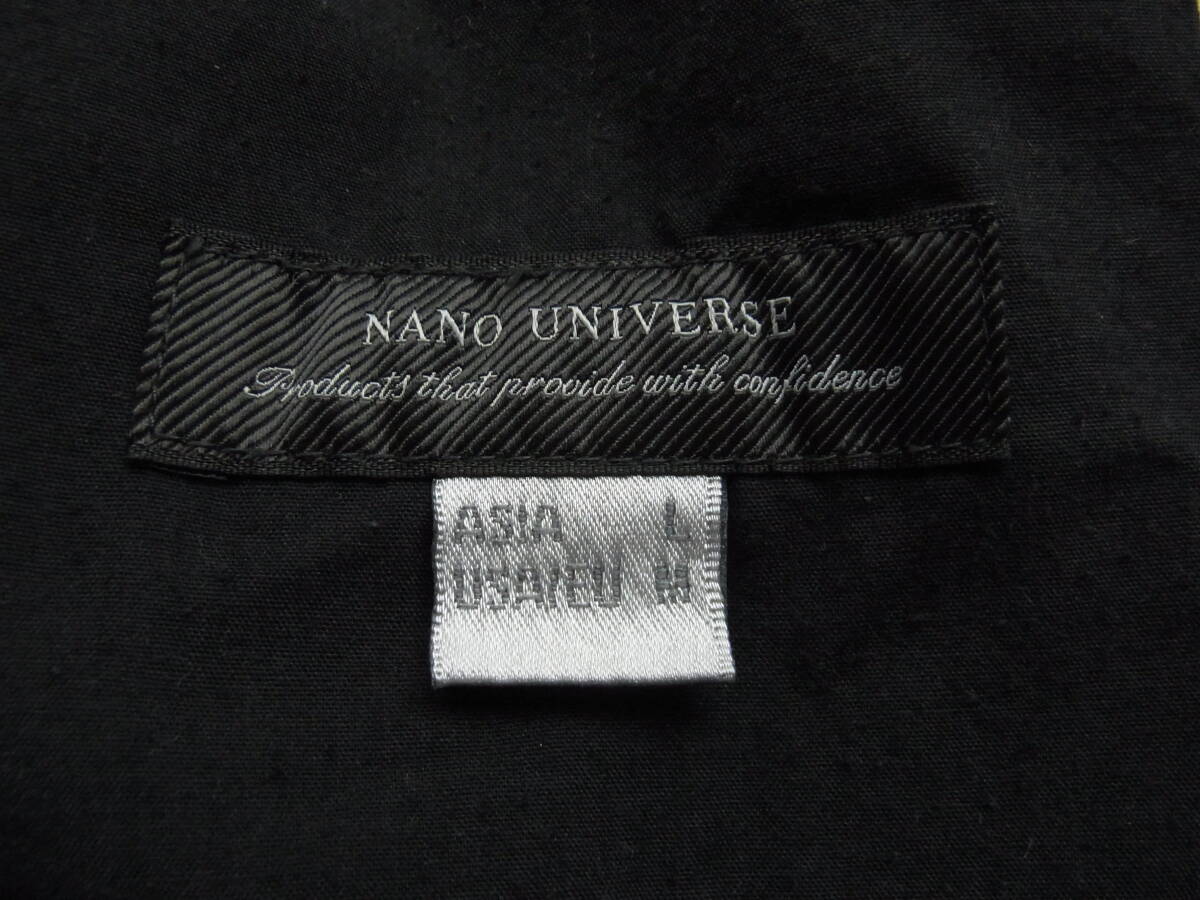 NANO UNIVERSE
Products that provide with confidence
ASIA L
USA/EU M